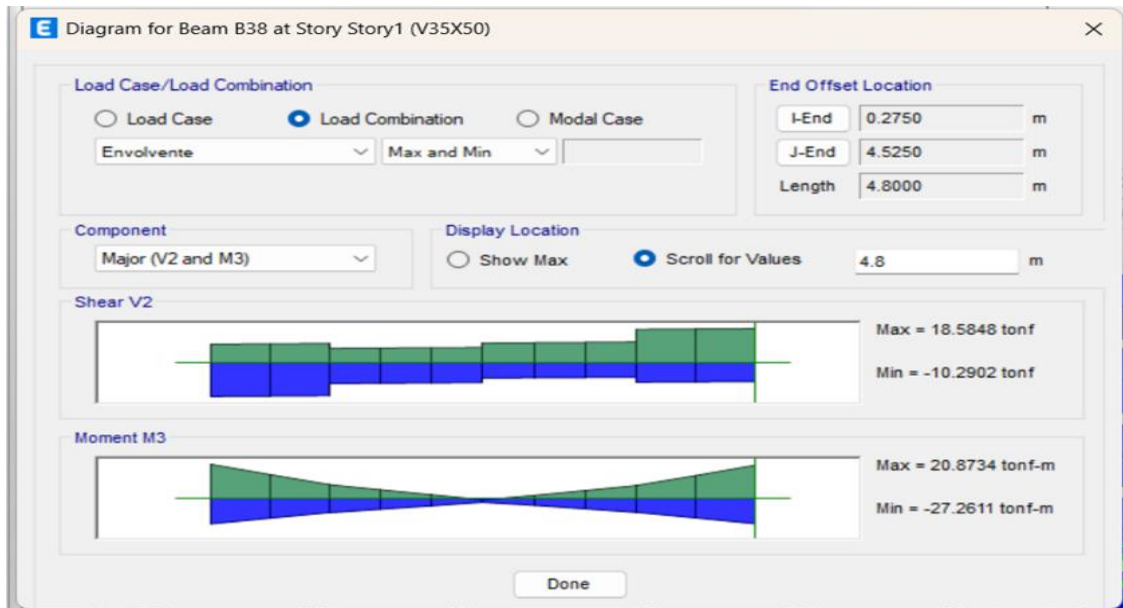 E Diagram for Beam B38 at Story Story1 (V35X50)
Load Case/Load Combination
Load Case Load Combination Modal Case
Envolvente Max and Min
End Offset Location
I-End 0.2750 m
J-End 4.5250 m
Length 4.8000 m
Component
Major (V2 and M3)
Display Location
Show Max Scroll for Values 4.8 m
Shear V2
Max = 18.5848 tonf
Min = -10.2902 tonf
Moment M3
Max = 20.8734 tonf-m
Min = -27.2611 tonf-m
Done